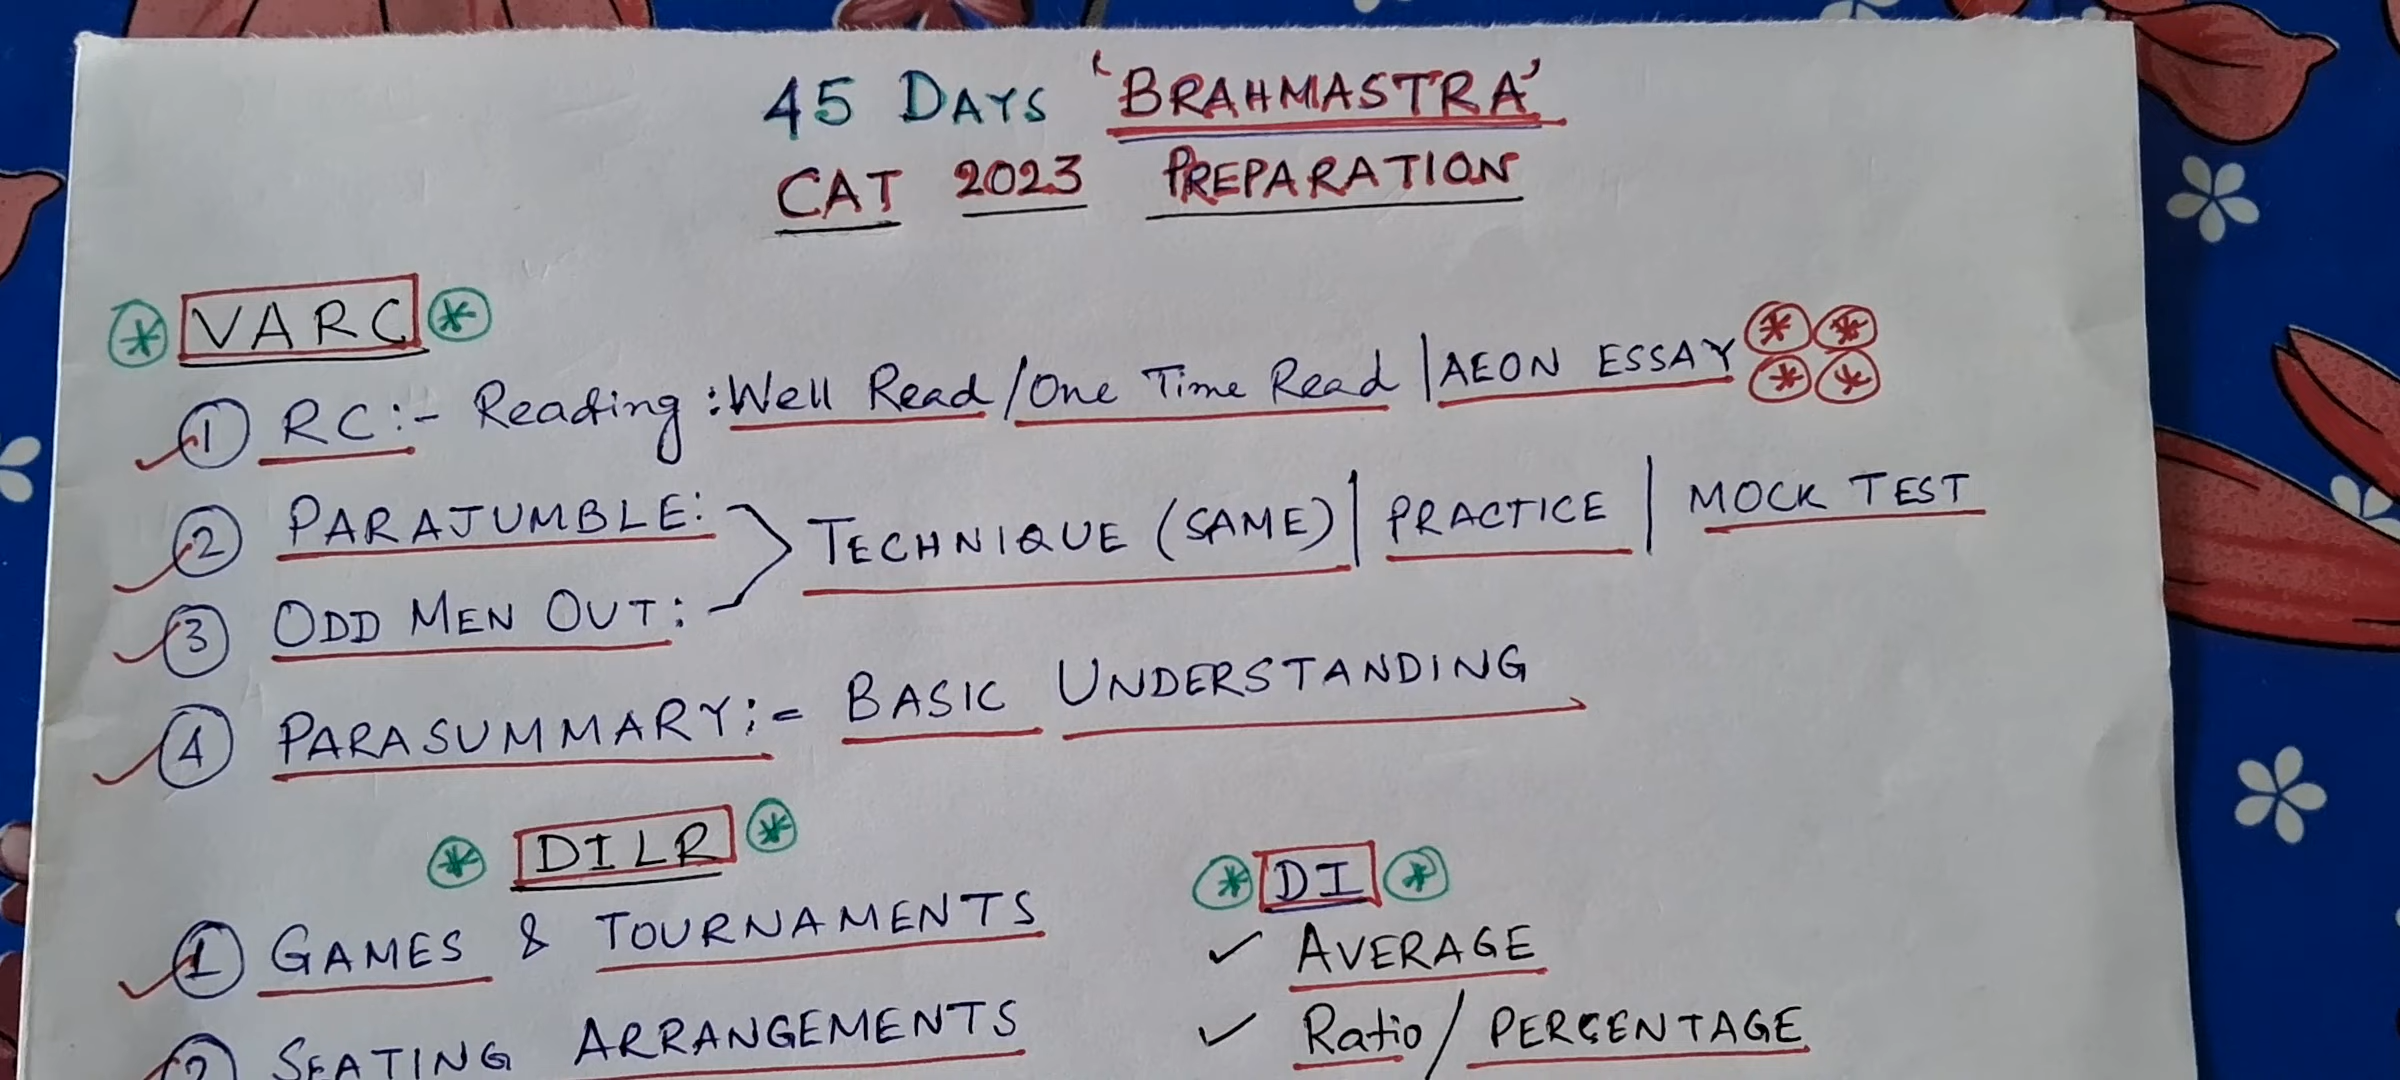 45 DAYS 'BRAHMASTRA'
CAT 2023 PREPARATION
* VARC *
1 RC:- Reading: Well Read / One Time Read | AEON ESSAY * * * *
2 PARAJUMBLE:
TECHNIQUE (SAME) | PRACTICE | MOCK TEST
3 ODD MEN OUT:
4 PARASUMMARY:- BASIC UNDERSTANDING
* DILR *
1 GAMES & TOURNAMENTS
2 SEATING ARRANGEMENTS
* DI *
✓ AVERAGE
✓ Ratio / PERCENTAGE